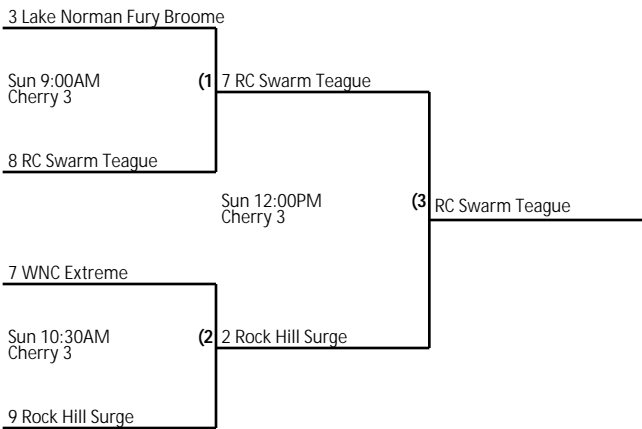 3 Lake Norman Fury Broome
Sun 9:00AM
Cherry 3
(1 7 RC Swarm Teague
8 RC Swarm Teague
Sun 12:00PM
Cherry 3
(3 RC Swarm Teague
7 WNC Extreme
Sun 10:30AM
Cherry 3
(2 2 Rock Hill Surge
9 Rock Hill Surge